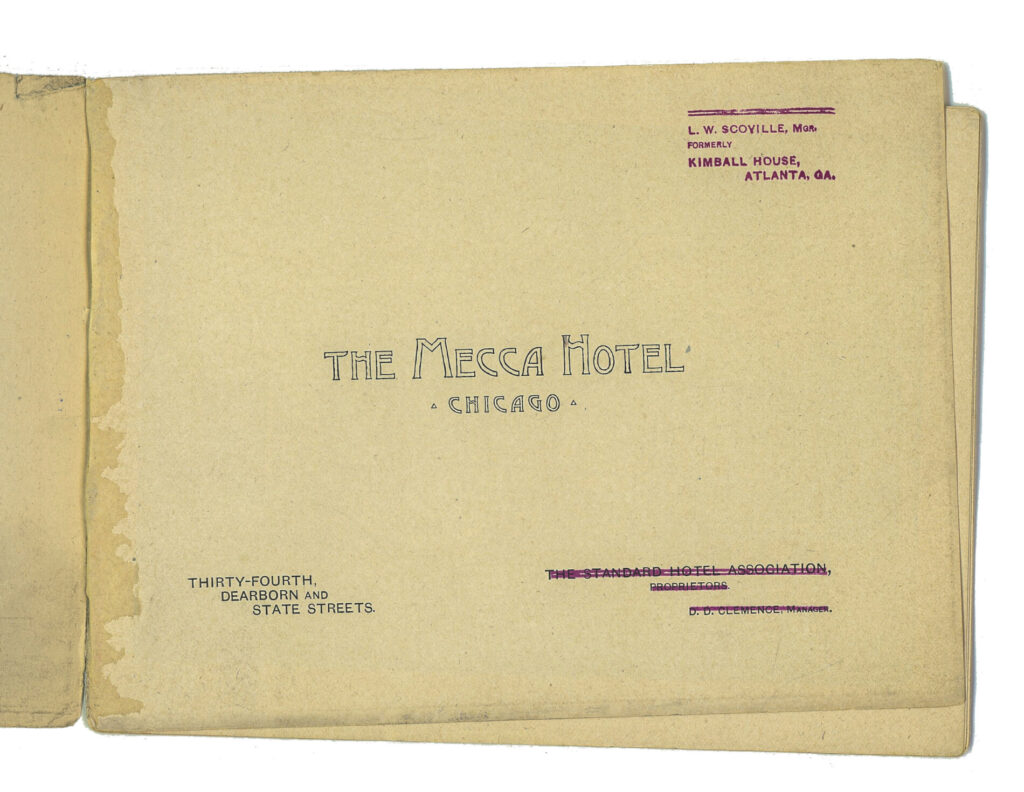 L. W. SCOVILLE, MGR.
FORMERLY
KIMBALL HOUSE,
ATLANTA, GA.
THE MECCA HOTEL
CHICAGO
THIRTY-FOURTH,
DEARBORN AND
STATE STREETS.
THE STANDARD HOTEL ASSOCIATION,
PROPRIETORS.
D. D. CLEMENCE, MANAGER.